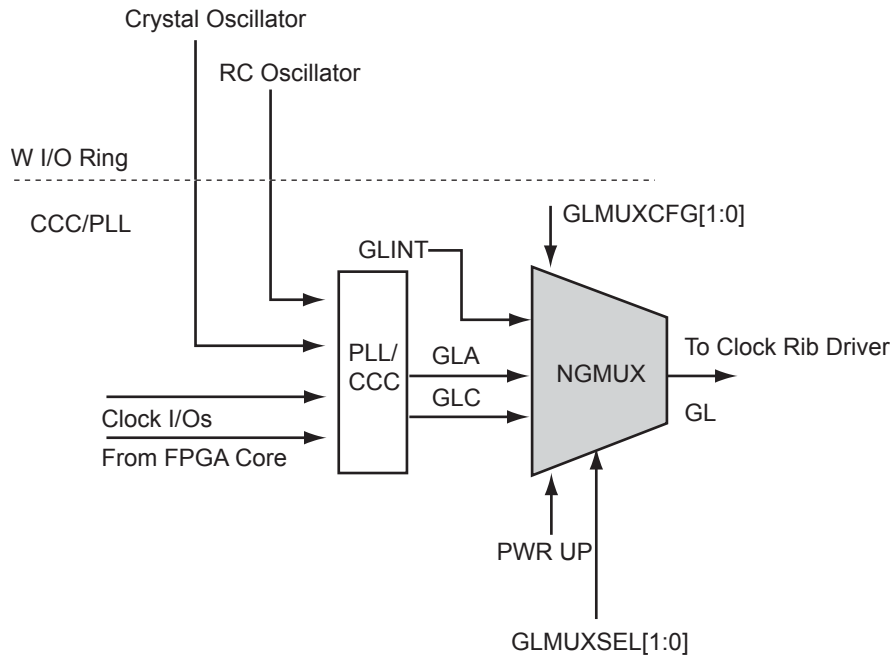 Crystal Oscillator
RC Oscillator
W I/O Ring
CCC/PLL
GLMUXCFG[1:0]
GLINT
PLL/
CCC
GLA
GLC
NGMUX
To Clock Rib Driver
GL
Clock I/Os
From FPGA Core
PWR UP
GLMUXSEL[1:0]